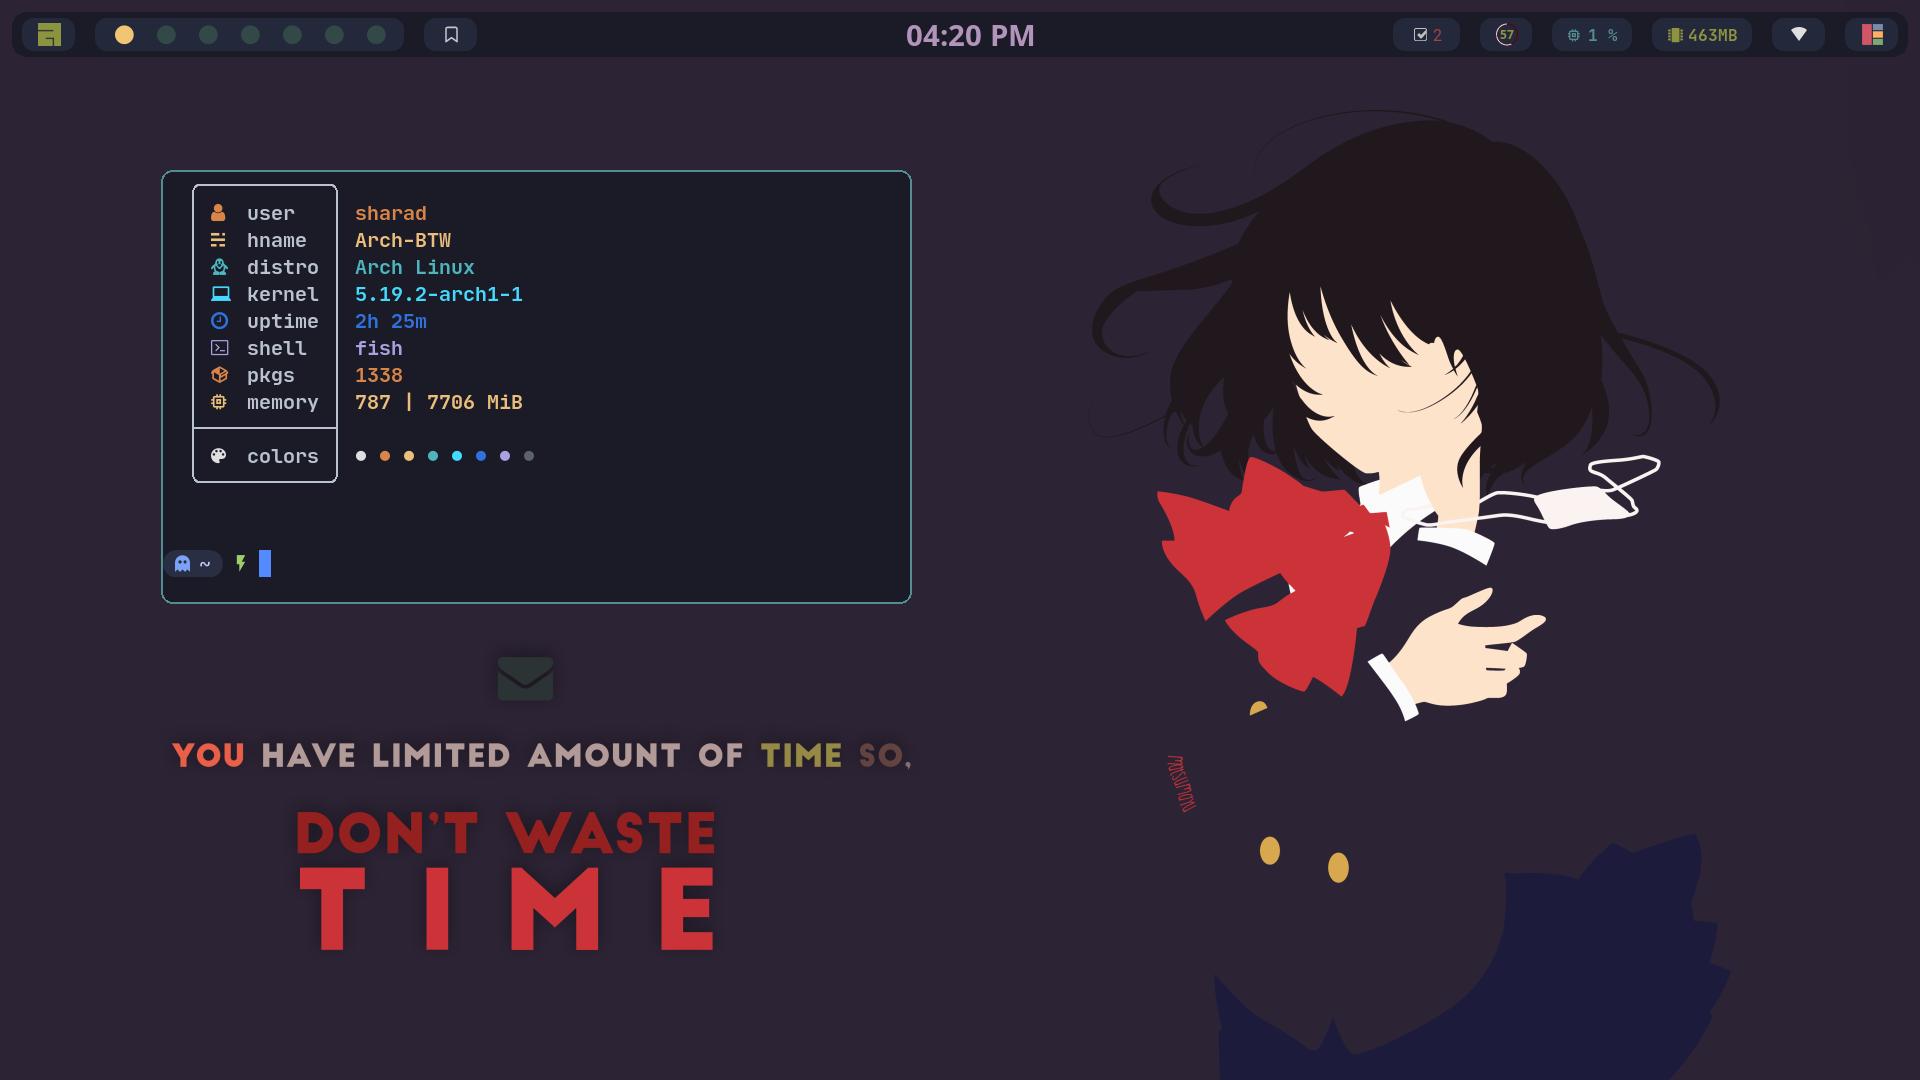 04:20 PM
2
57
1 %
463MB
user sharad
hname Arch-BTW
distro Arch Linux
kernel 5.19.2-arch1-1
uptime 2h 25m
shell fish
pkgs 1338
memory 787 | 7706 MiB
colors
~
YOU HAVE LIMITED AMOUNT OF TIME SO,
DON'T WASTE
TIME